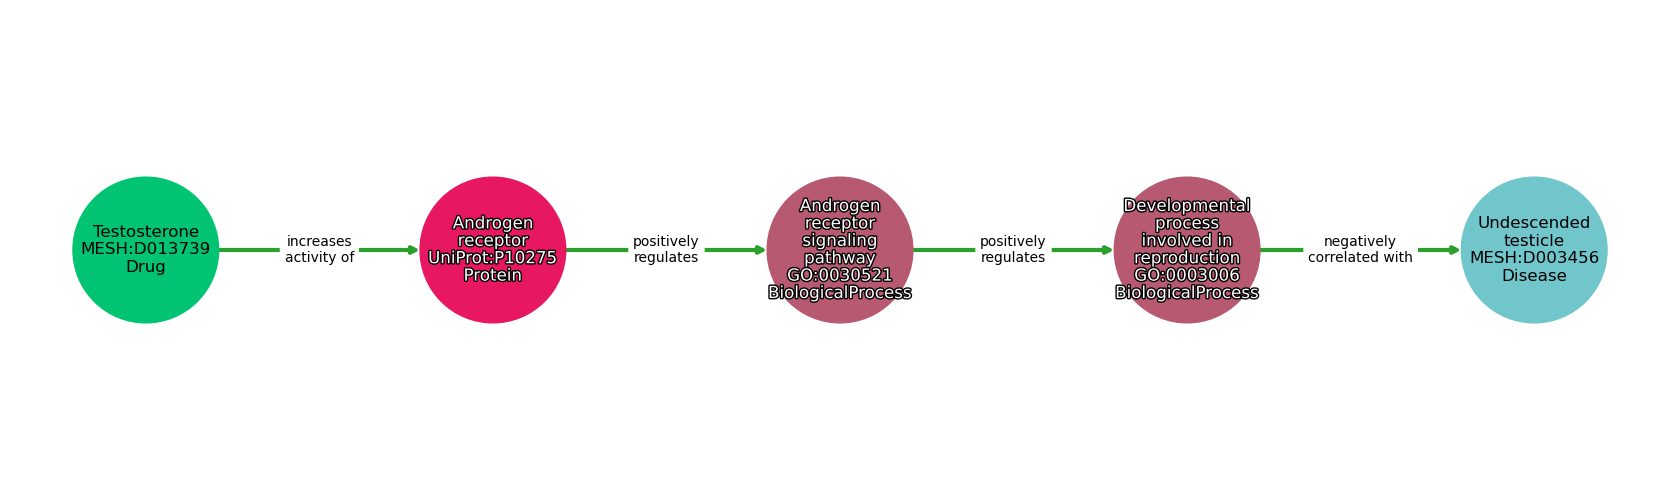 Testosterone
MESH:D013739
Drug
increases
activity of
Androgen
receptor
UniProt:P10275
Protein
positively
regulates
Androgen
receptor
signaling
pathway
GO:0030521
BiologicalProcess
positively
regulates
Developmental
process
involved in
reproduction
GO:0003006
BiologicalProcess
negatively
correlated with
Undescended
testicle
MESH:D003456
Disease